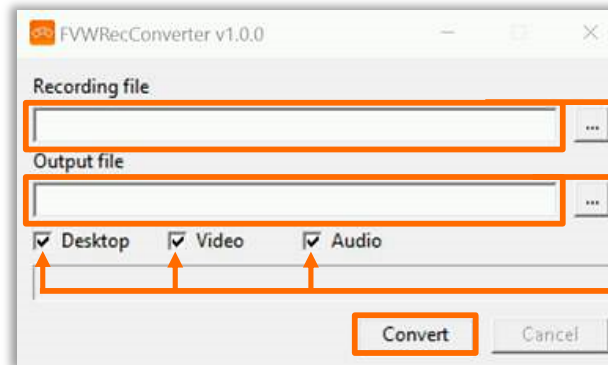 FVWRecConverter v1.0.0
Recording file
...
Output file
...
Desktop Video Audio
Convert Cancel